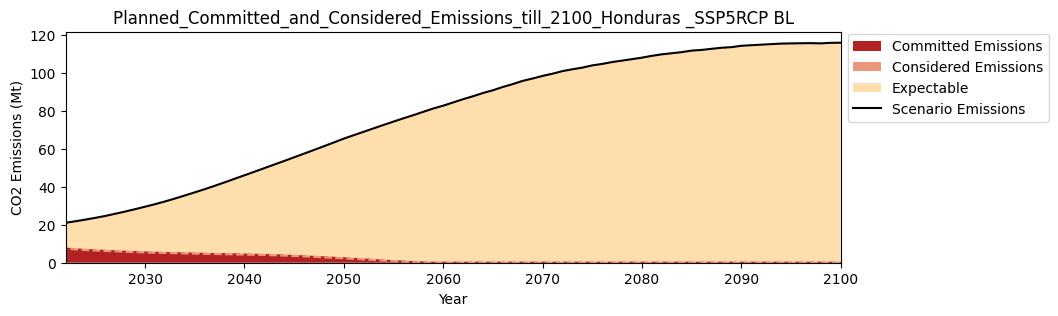 Planned_Committed_and_Considered_Emissions_till_2100_Honduras _SSP5RCP BL
CO2 Emissions (Mt)
120
100
80
60
40
20
0
2030 2040 2050 2060 2070 2080 2090 2100
Year
Committed Emissions
Considered Emissions
Expectable
Scenario Emissions